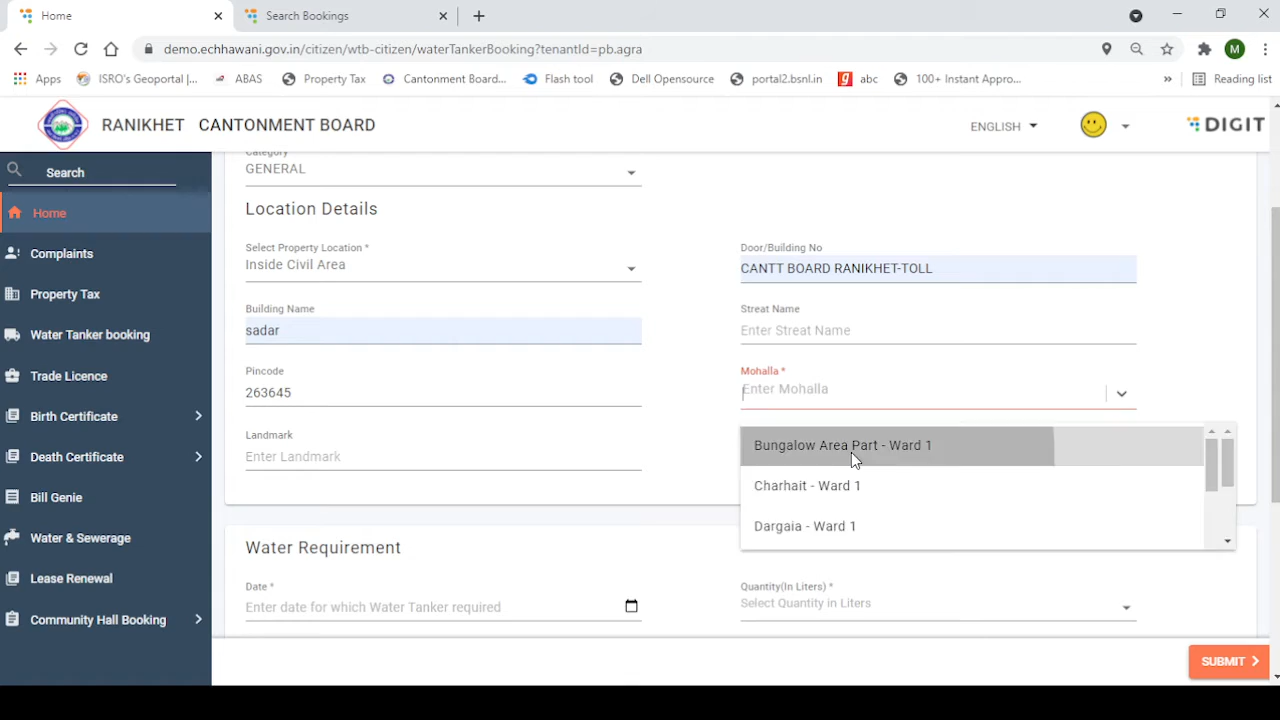 Home
Search Bookings
demo.echhawani.gov.in/citizen/wtb-citizen/waterTankerBooking?tenantId=pb.agra
M
Apps
ISRO's Geoportal |...
ABAS
Property Tax
Cantonment Board...
Flash tool
Dell Opensource
portal2.bsnl.in
abc
100+ Instant Appro...
»
Reading list
RANIKHET CANTONMENT BOARD
ENGLISH
DIGIT
Search
Home
Complaints
Property Tax
Water Tanker booking
Trade Licence
Birth Certificate
Death Certificate
Bill Genie
Water & Sewerage
Lease Renewal
Community Hall Booking
Category
GENERAL
Location Details
Select Property Location *
Inside Civil Area
Door/Building No
CANTT BOARD RANIKHET-TOLL
Building Name
sadar
Streat Name
Enter Streat Name
Pincode
263645
Mohalla *
Enter Mohalla
Landmark
Enter Landmark
Bungalow Area Part - Ward 1
Charhait - Ward 1
Dargaia - Ward 1
Water Requirement
Date *
Enter date for which Water Tanker required
Quantity(In Liters) *
Select Quantity in Liters
SUBMIT